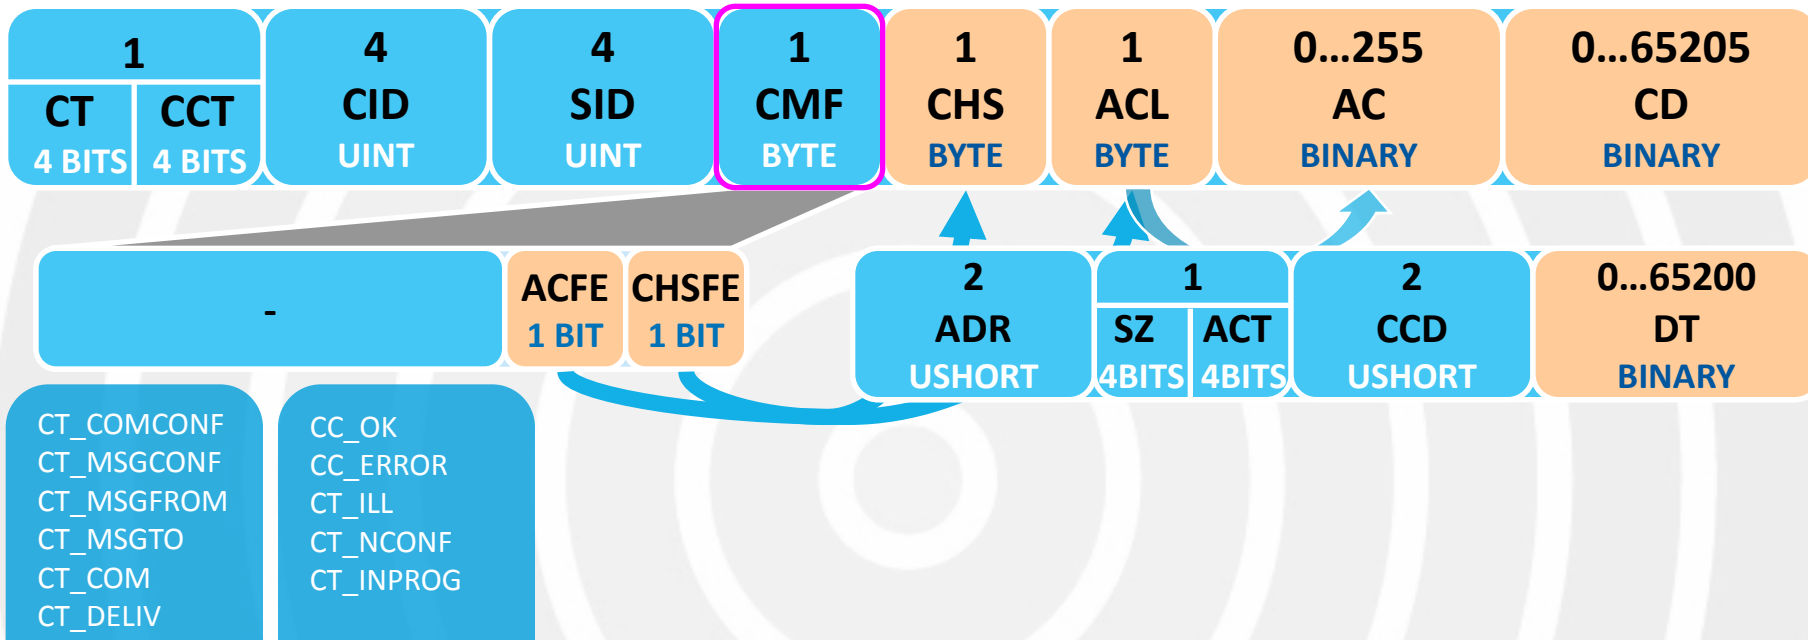 1
CT
4 BITS
CCT
4 BITS
4
CID
UINT
4
SID
UINT
1
CMF
BYTE
1
CHS
BYTE
1
ACL
BYTE
0...255
AC
BINARY
0...65205
CD
BINARY
-
ACFE
1 BIT
CHSFE
1 BIT
2
ADR
USHORT
1
SZ
4BITS
ACT
4BITS
2
CCD
USHORT
0...65200
DT
BINARY
CT_COMCONF
CT_MSGCONF
CT_MSGFROM
CT_MSGTO
CT_COM
CT_DELIV
CC_OK
CC_ERROR
CT_ILL
CT_NCONF
CT_INPROG